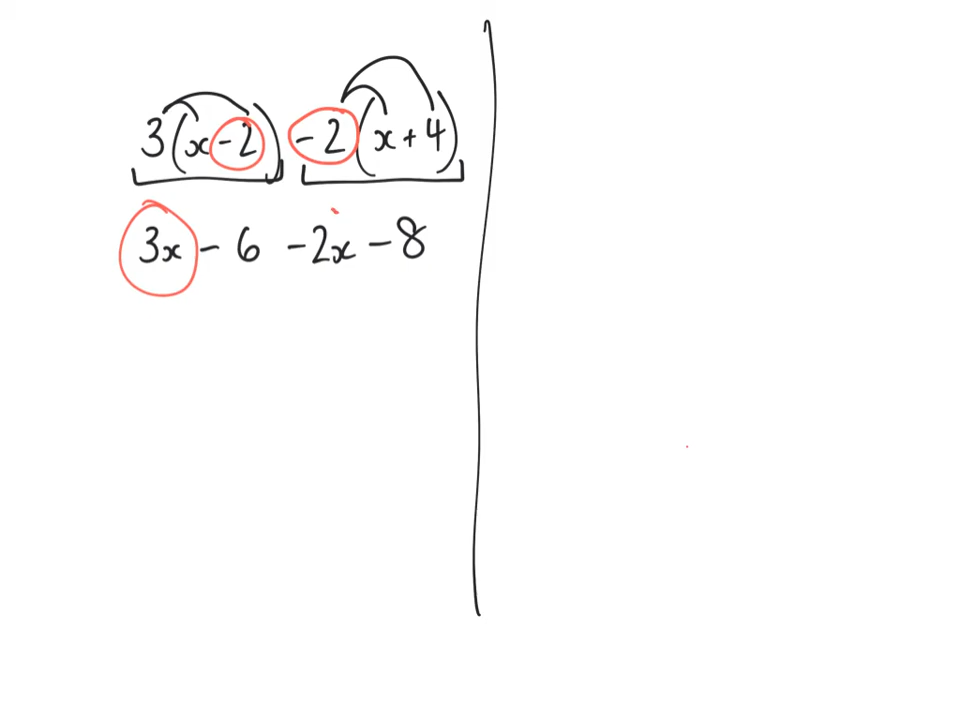 3(x - 2) - 2(x + 4)
3x - 6 - 2x - 8